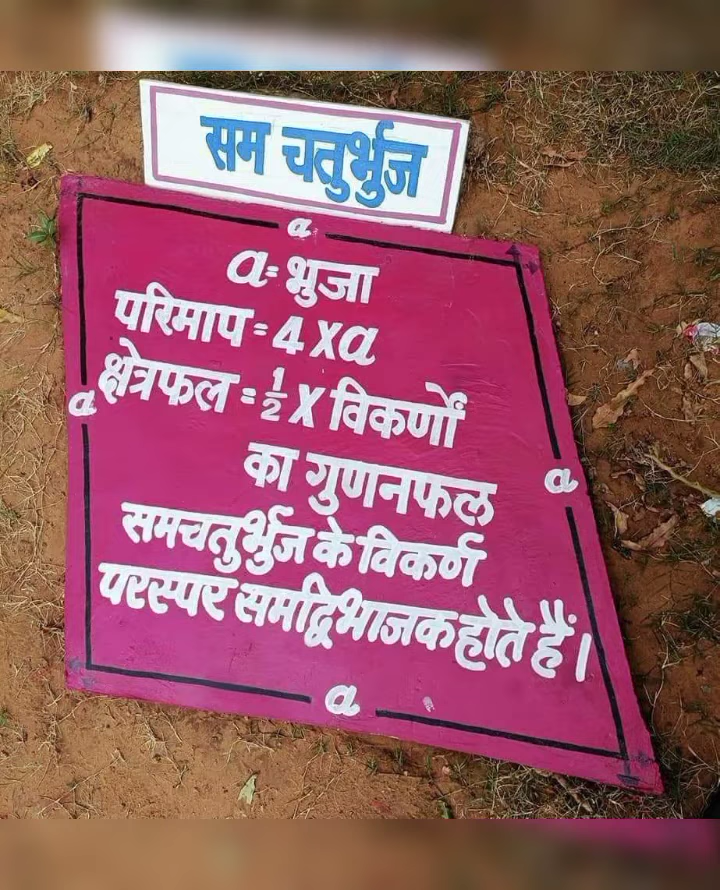 सम चतुर्भुज
a
a = भुजा
परिमाप = 4 X a
क्षेत्रफल = 1/2 X विकर्णों
a
का गुणनफल
a
समचतुर्भुज के विकर्ण
परस्पर समद्विभाजक होते हैं।
a